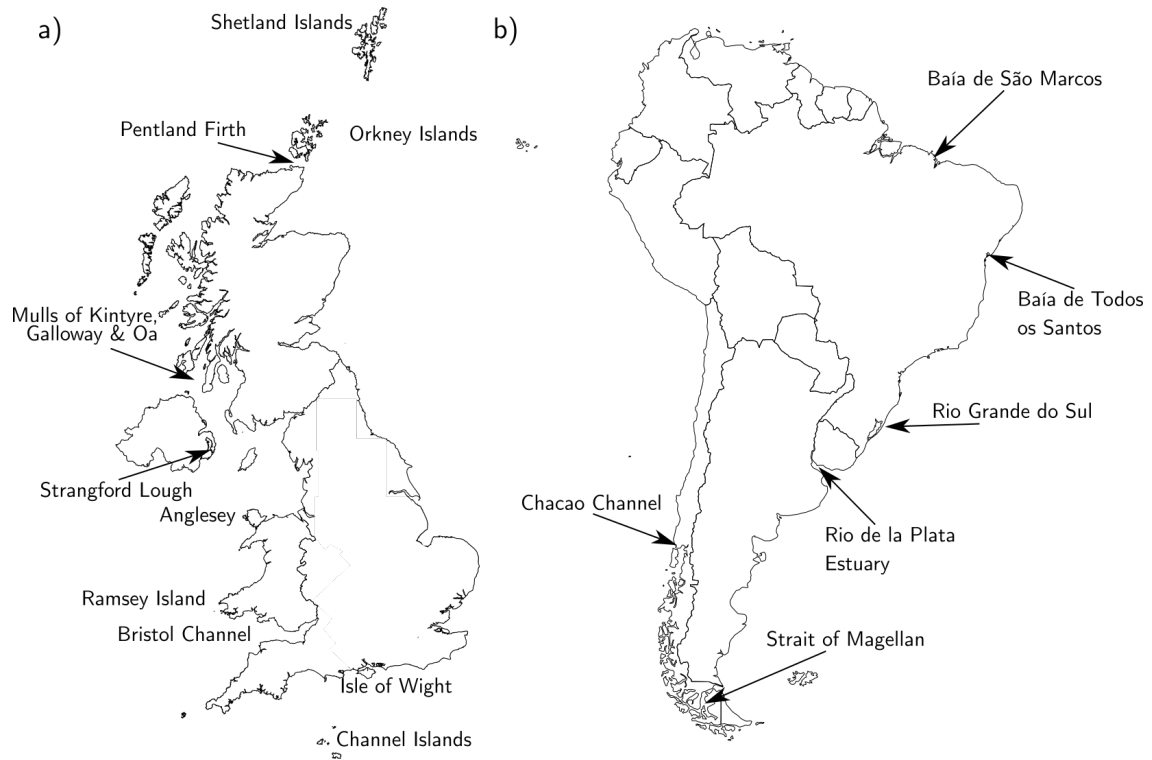 a)
Shetland Islands
Pentland Firth
Orkney Islands
Mulls of Kintyre,
Galloway & Oa
Strangford Lough
Anglesey
Ramsey Island
Bristol Channel
Isle of Wight
Channel Islands
b)
Baía de São Marcos
Baía de Todos
os Santos
Rio Grande do Sul
Chacao Channel
Rio de la Plata
Estuary
Strait of Magellan